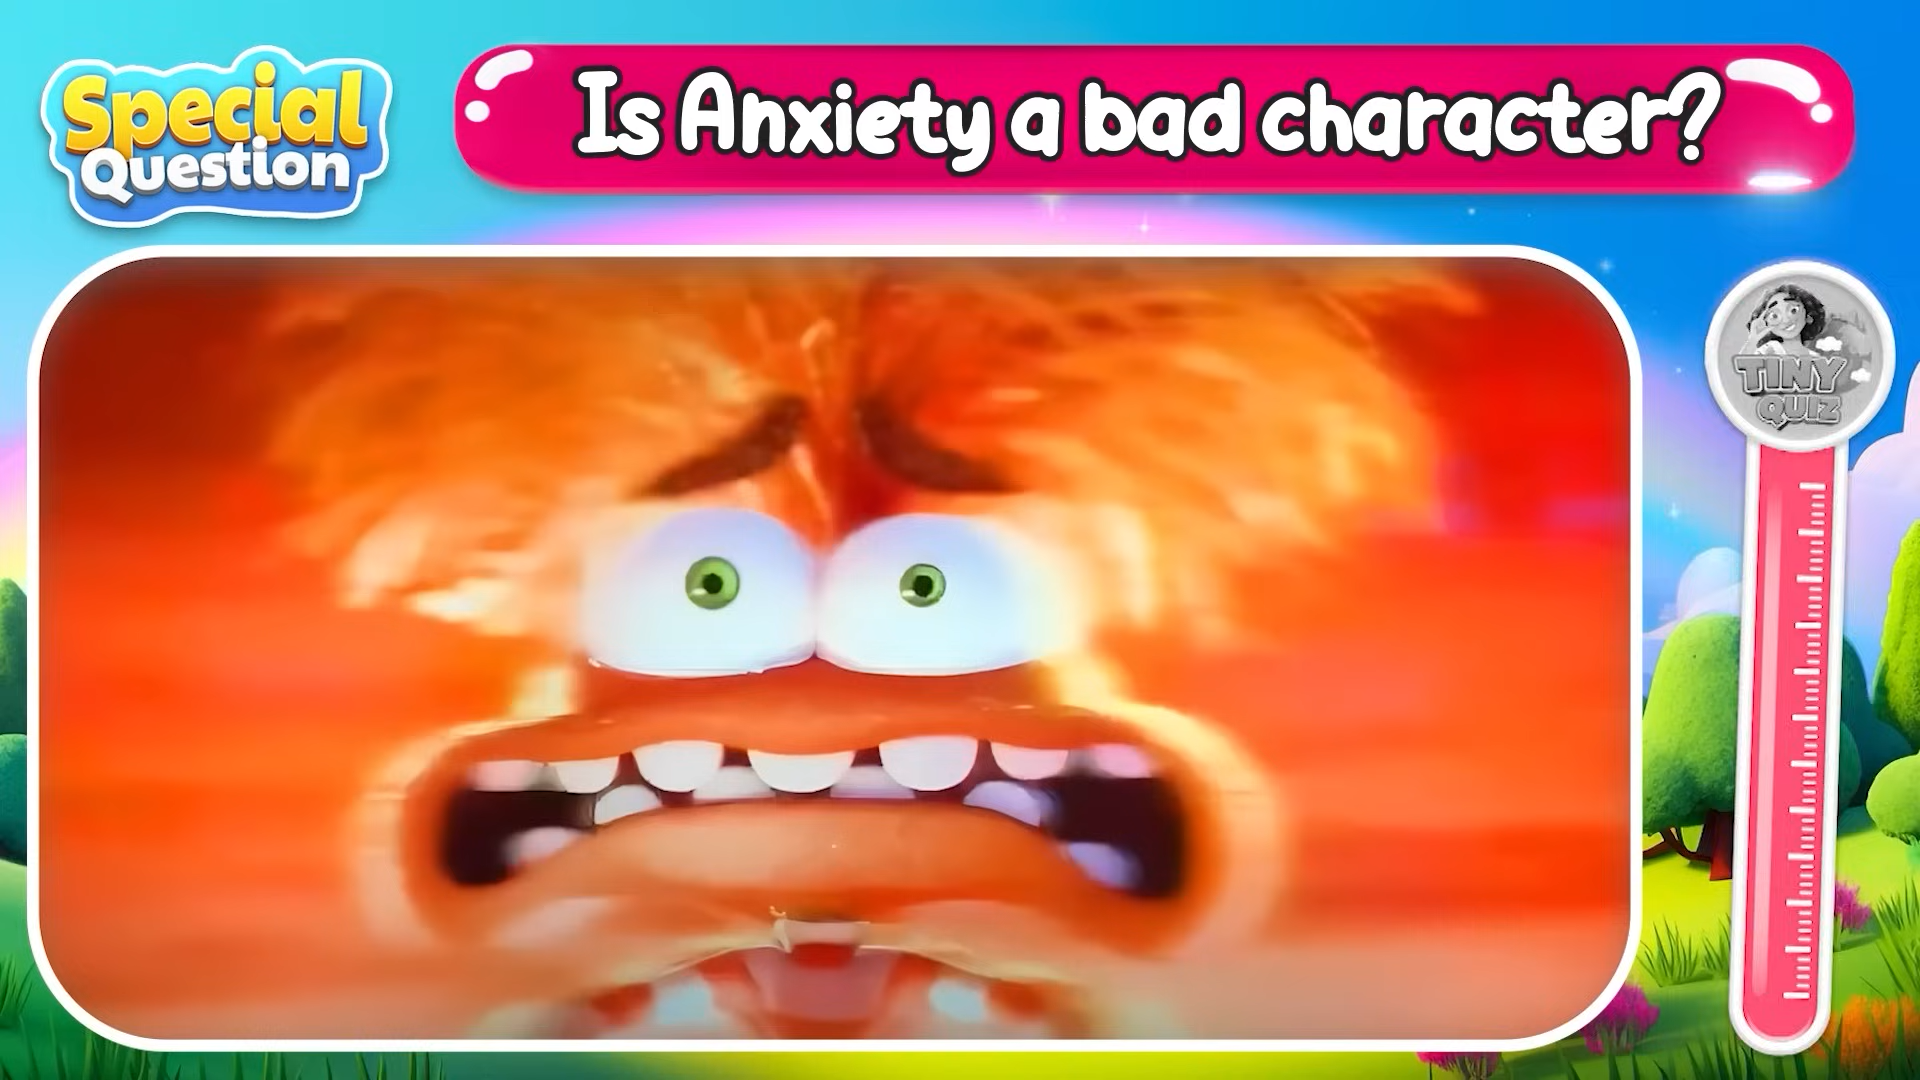 Special
Question
Is Anxiety a bad character?
TINY
QUIZ